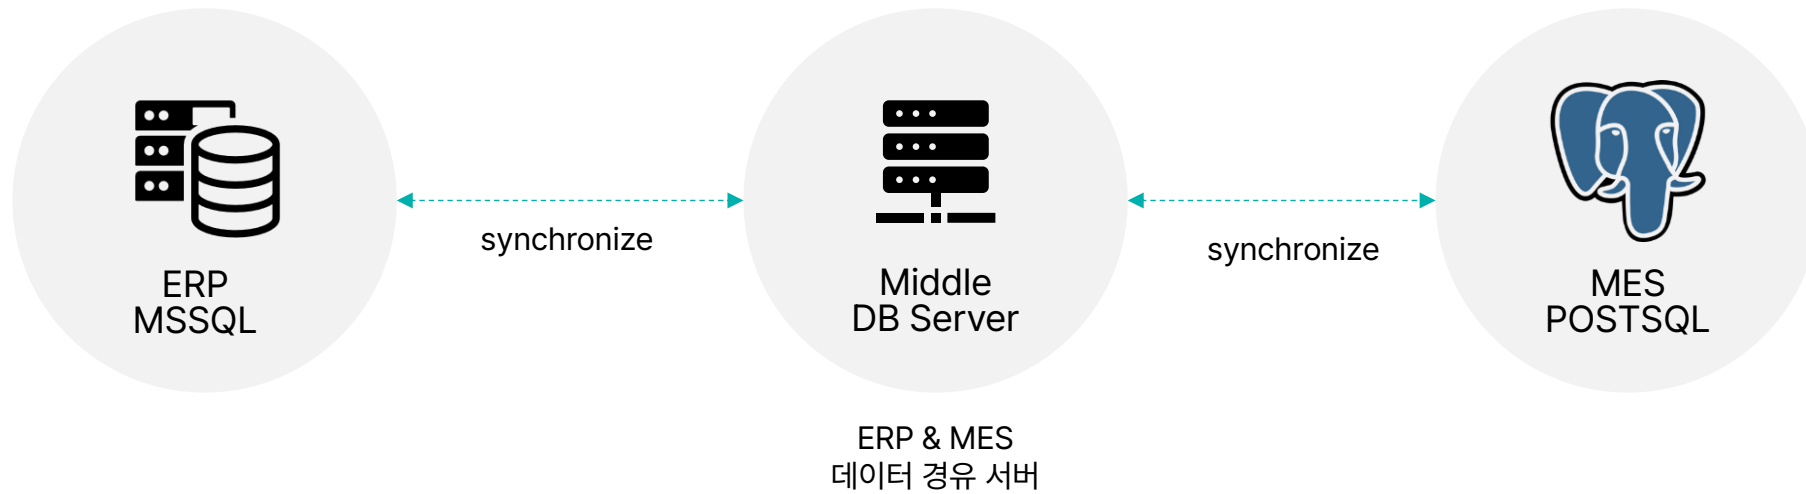 ERP
MSSQL
synchronize
Middle
DB Server
synchronize
MES
POSTSQL
ERP & MES
데이터 경유 서버